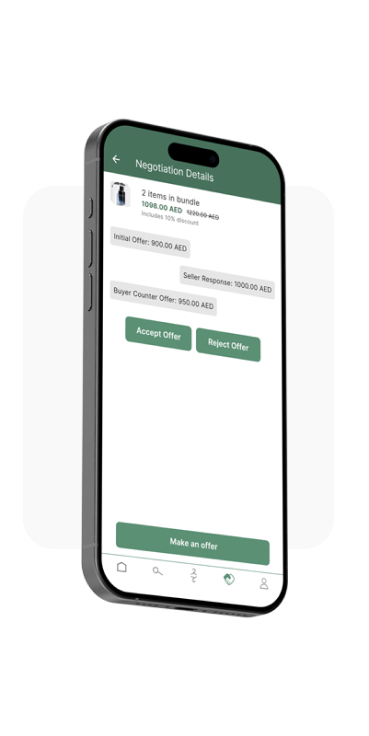 Negotiation Details
2 items in bundle
1098.00 AED 1220.00 AED
Includes 10% discount
Initial Offer: 900.00 AED
Seller Response: 1000.00 AED
Buyer Counter Offer: 950.00 AED
Accept Offer
Reject Offer
Make an offer